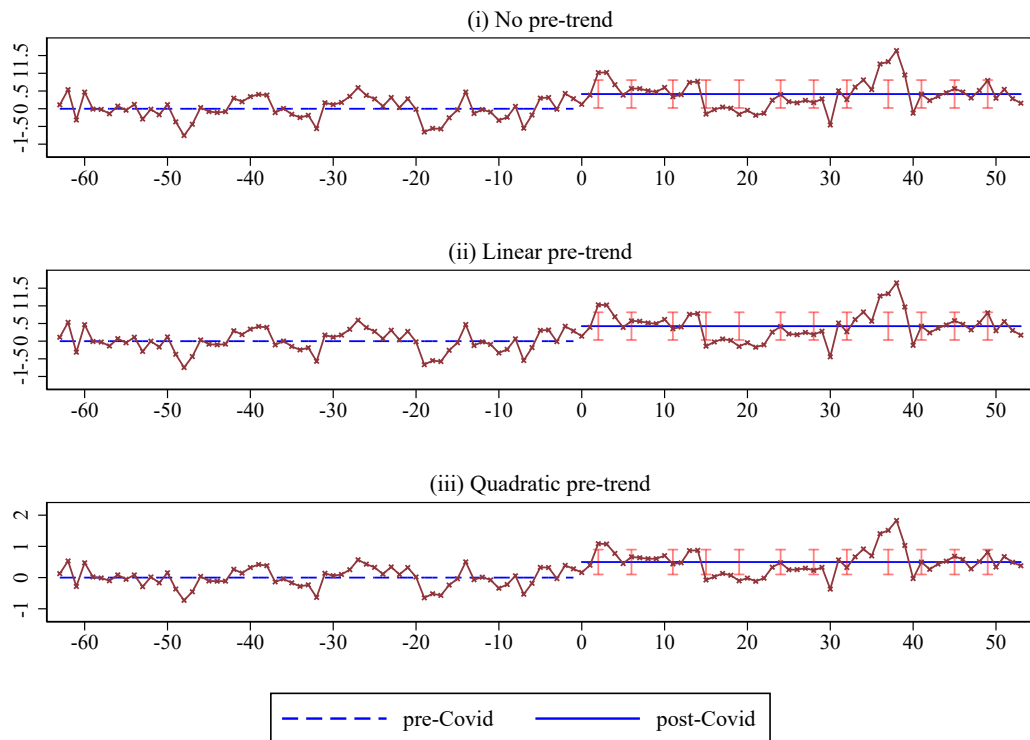 (i) No pre-trend
-1-.50 .5 11.5
-60 -50 -40 -30 -20 -10 0 10 20 30 40 50
(ii) Linear pre-trend
-1-.50 .5 11.5
-60 -50 -40 -30 -20 -10 0 10 20 30 40 50
(iii) Quadratic pre-trend
-1 0 1 2
-60 -50 -40 -30 -20 -10 0 10 20 30 40 50
pre-Covid post-Covid